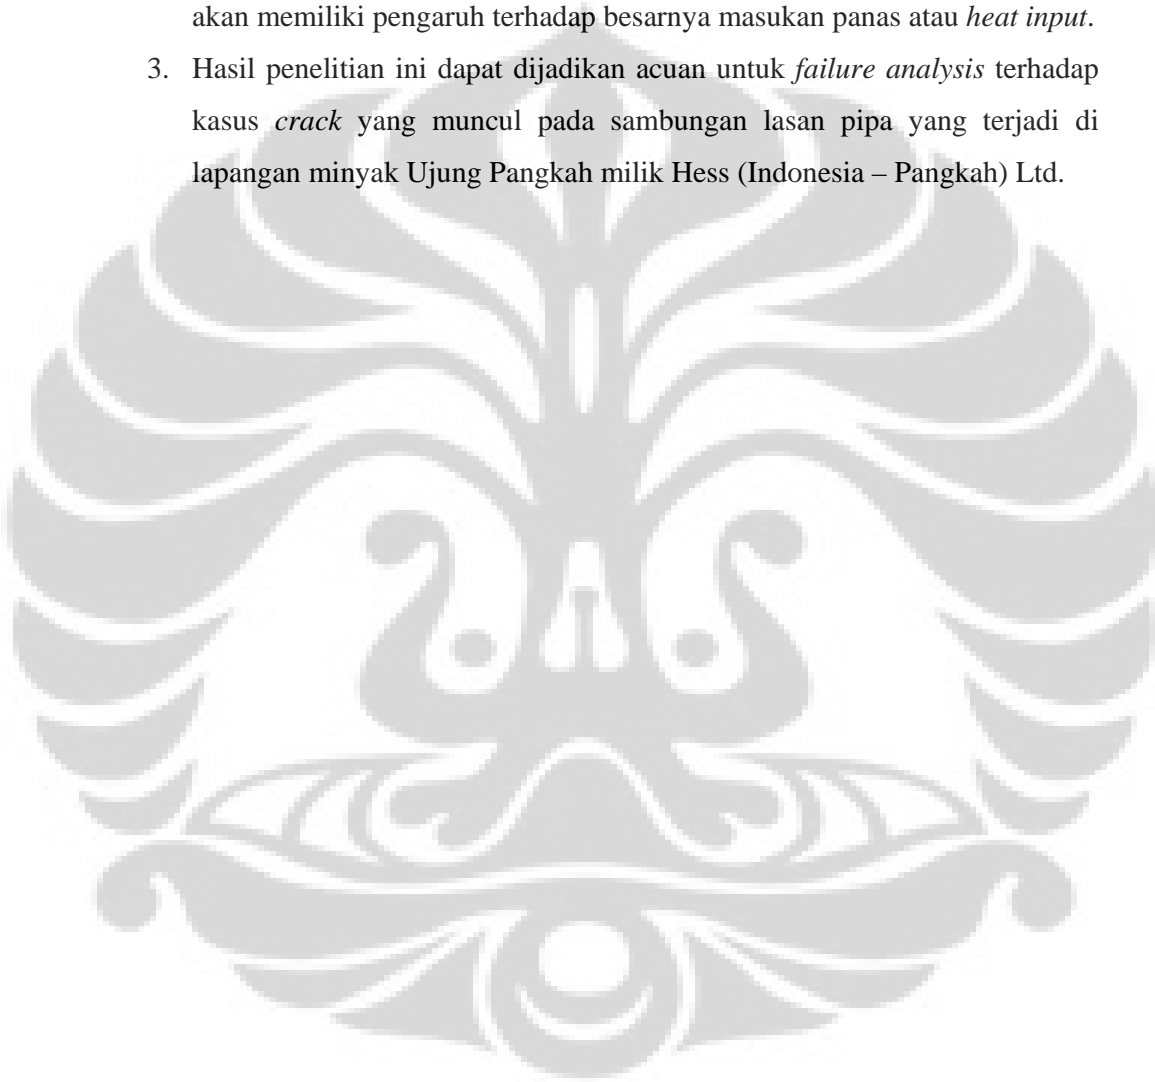 akan memiliki pengaruh terhadap besarnya masukan panas atau heat input.
3. Hasil penelitian ini dapat dijadikan acuan untuk failure analysis terhadap
kasus crack yang muncul pada sambungan lasan pipa yang terjadi di
lapangan minyak Ujung Pangkah milik Hess (Indonesia – Pangkah) Ltd.